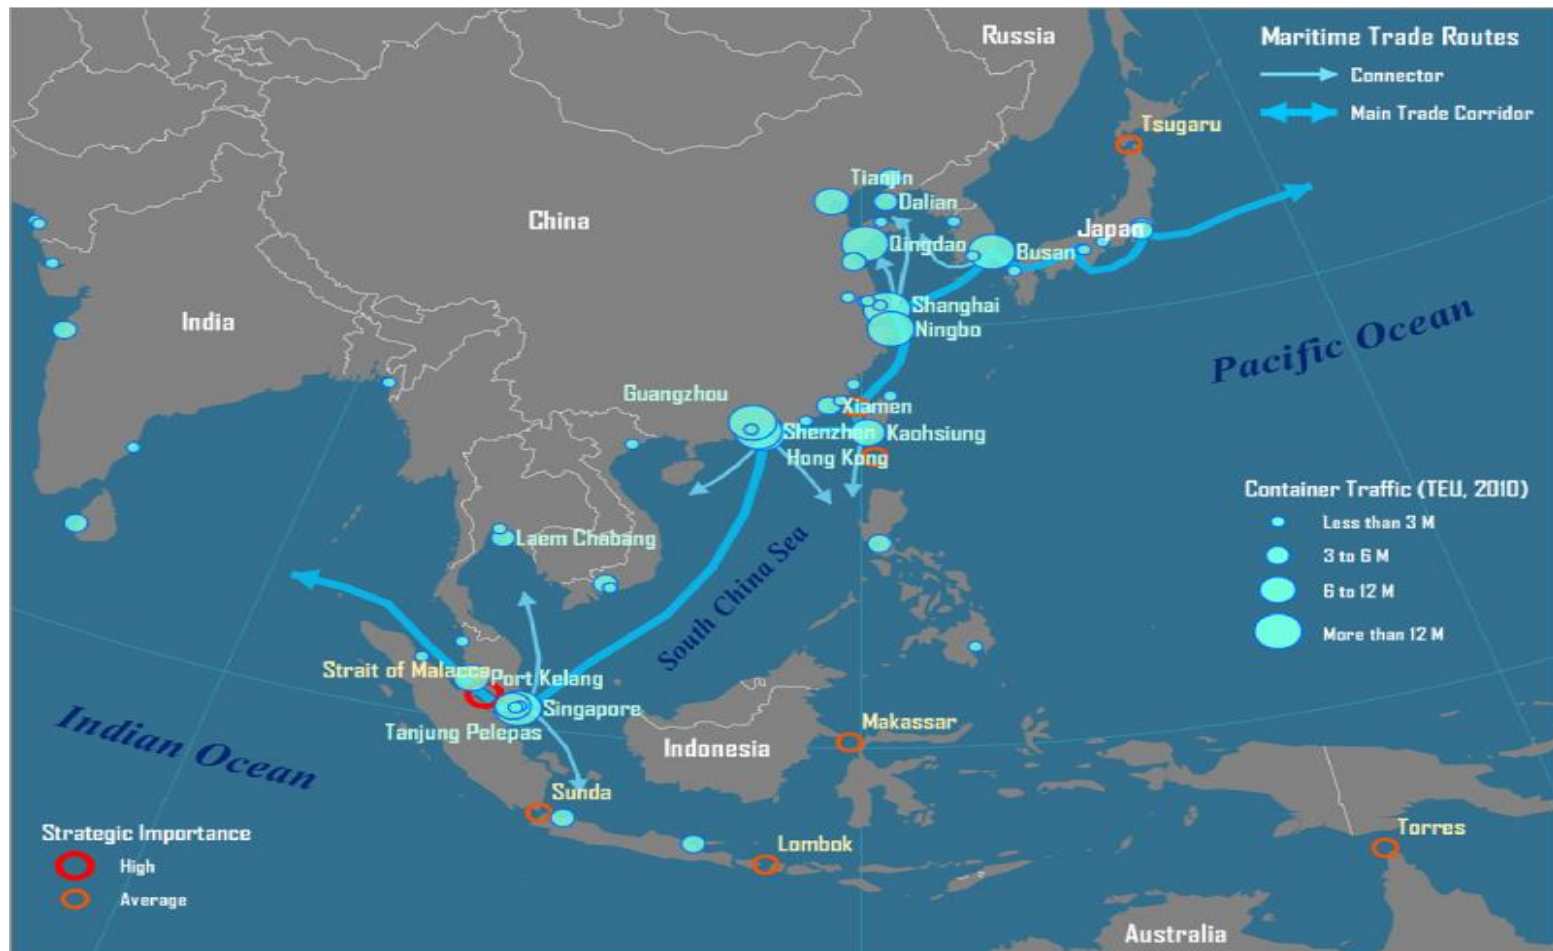 Russia
Maritime Trade Routes
Connector
Main Trade Corridor
Tsugaru
Tianjin
Dalian
China
Japan
Qingdao
Busan
India
Shanghai
Ningbo
Pacific Ocean
Guangzhou
Xiamen
Shenzhen
Kaohsiung
Hong Kong
Container Traffic (TEU, 2010)
Less than 3 M
3 to 6 M
6 to 12 M
More than 12 M
Laem Chabang
South China Sea
Strait of Malacca
Port Kelang
Singapore
Tanjung Pelepas
Makassar
Indonesia
Indian Ocean
Sunda
Lombok
Torres
Strategic Importance
High
Average
Australia